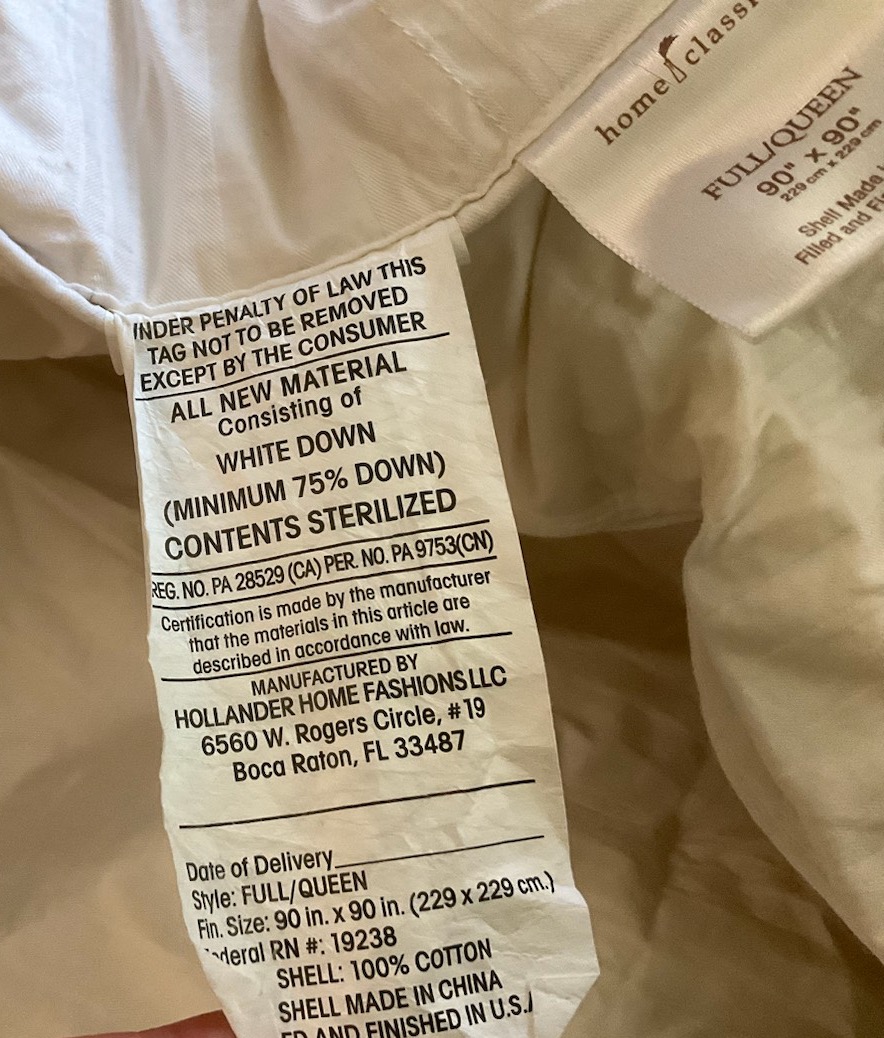 NDER PENALTY OF LAW THIS
TAG NOT TO BE REMOVED
EXCEPT BY THE CONSUMER
ALL NEW MATERIAL
Consisting of
WHITE DOWN
(MINIMUM 75% DOWN)
CONTENTS STERILIZED
REG. NO. PA 28529 (CA) PER. NO. PA 9753(CN)
Certification is made by the manufacturer
that the materials in this article are
described in accordance with law.
MANUFACTURED BY
HOLLANDER HOME FASHIONS LLC
6560 W. Rogers Circle, #19
Boca Raton, FL 33487
Date of Delivery
Style: FULL/QUEEN
Fin. Size: 90 in. x 90 in. (229 x 229 cm.)
deral RN #: 19238
SHELL: 100% COTTON
SHELL MADE IN CHINA
ED AND FINISHED IN U.S.
home classi
FULL/QUEEN
90" X 90"
229 cm x 229 cm
Shell Made
Filled and Fi